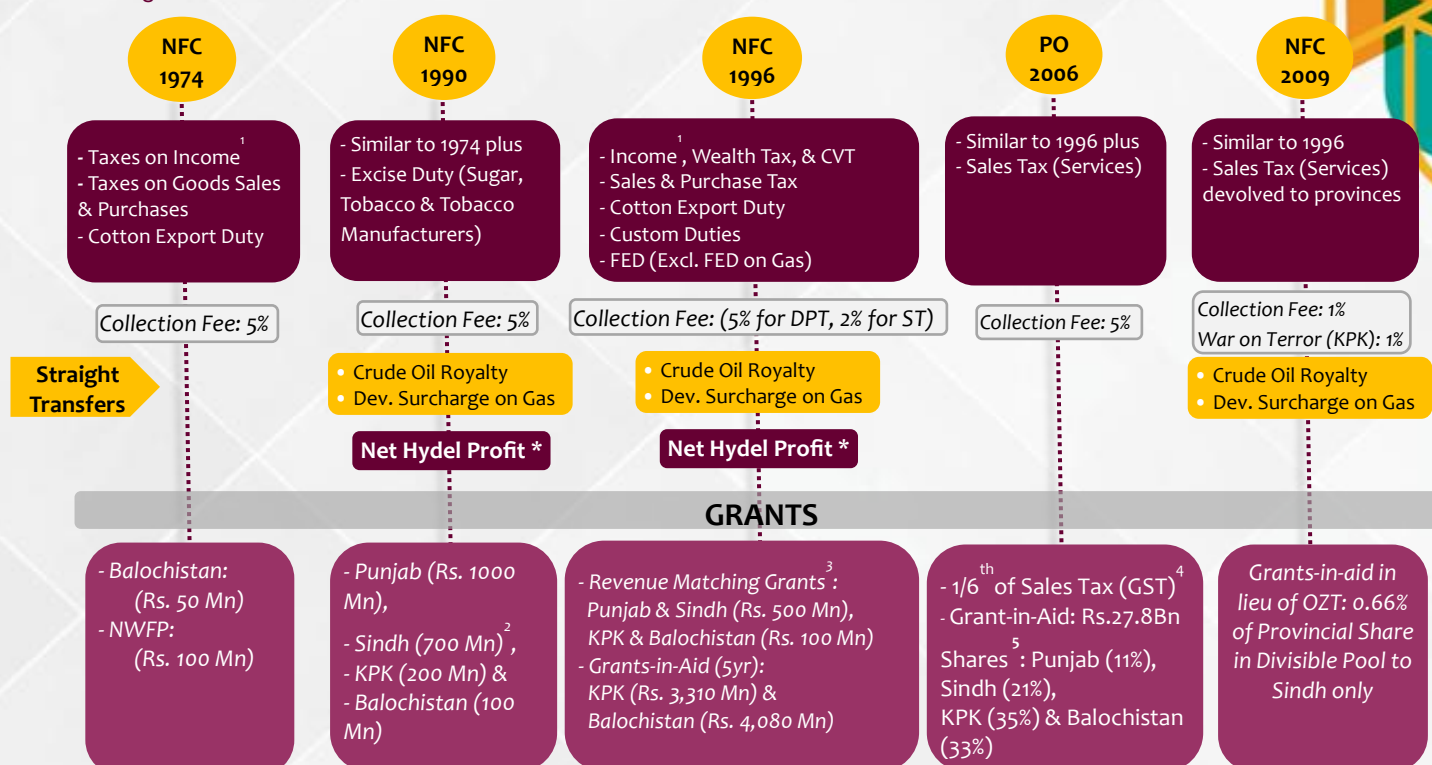 NFC
1974
NFC
1990
NFC
1996
PO
2006
NFC
2009
- Taxes on Income1
- Taxes on Goods Sales
& Purchases
- Cotton Export Duty
- Similar to 1974 plus
- Excise Duty (Sugar,
Tobacco & Tobacco
Manufacturers)
- Income1, Wealth Tax, & CVT
- Sales & Purchase Tax
- Cotton Export Duty
- Custom Duties
- FED (Excl. FED on Gas)
- Similar to 1996 plus
- Sales Tax (Services)
- Similar to 1996
- Sales Tax (Services)
devolved to provinces
Collection Fee: 5%
Collection Fee: 5%
Collection Fee: (5% for DPT, 2% for ST)
Collection Fee: 5%
Collection Fee: 1%
War on Terror (KPK): 1%
Straight
Transfers
• Crude Oil Royalty
• Dev. Surcharge on Gas
• Crude Oil Royalty
• Dev. Surcharge on Gas
• Crude Oil Royalty
• Dev. Surcharge on Gas
Net Hydel Profit *
Net Hydel Profit *
GRANTS
- Balochistan:
(Rs. 50 Mn)
- NWFP:
(Rs. 100 Mn)
- Punjab (Rs. 1000
Mn),
- Sindh (700 Mn)2,
- KPK (200 Mn) &
- Balochistan (100
Mn)
- Revenue Matching Grants3:
Punjab & Sindh (Rs. 500 Mn),
KPK & Balochistan (Rs. 100 Mn)
- Grants-in-Aid (5yr):
KPK (Rs. 3,310 Mn) &
Balochistan (Rs. 4,080 Mn)
- 1/6th of Sales Tax (GST)4
- Grant-in-Aid: Rs.27.8Bn
Shares5: Punjab (11%),
Sindh (21%),
KPK (35%) & Balochistan
(33%)
Grants-in-aid in
lieu of OZT: 0.66%
of Provincial Share
in Divisible Pool to
Sindh only